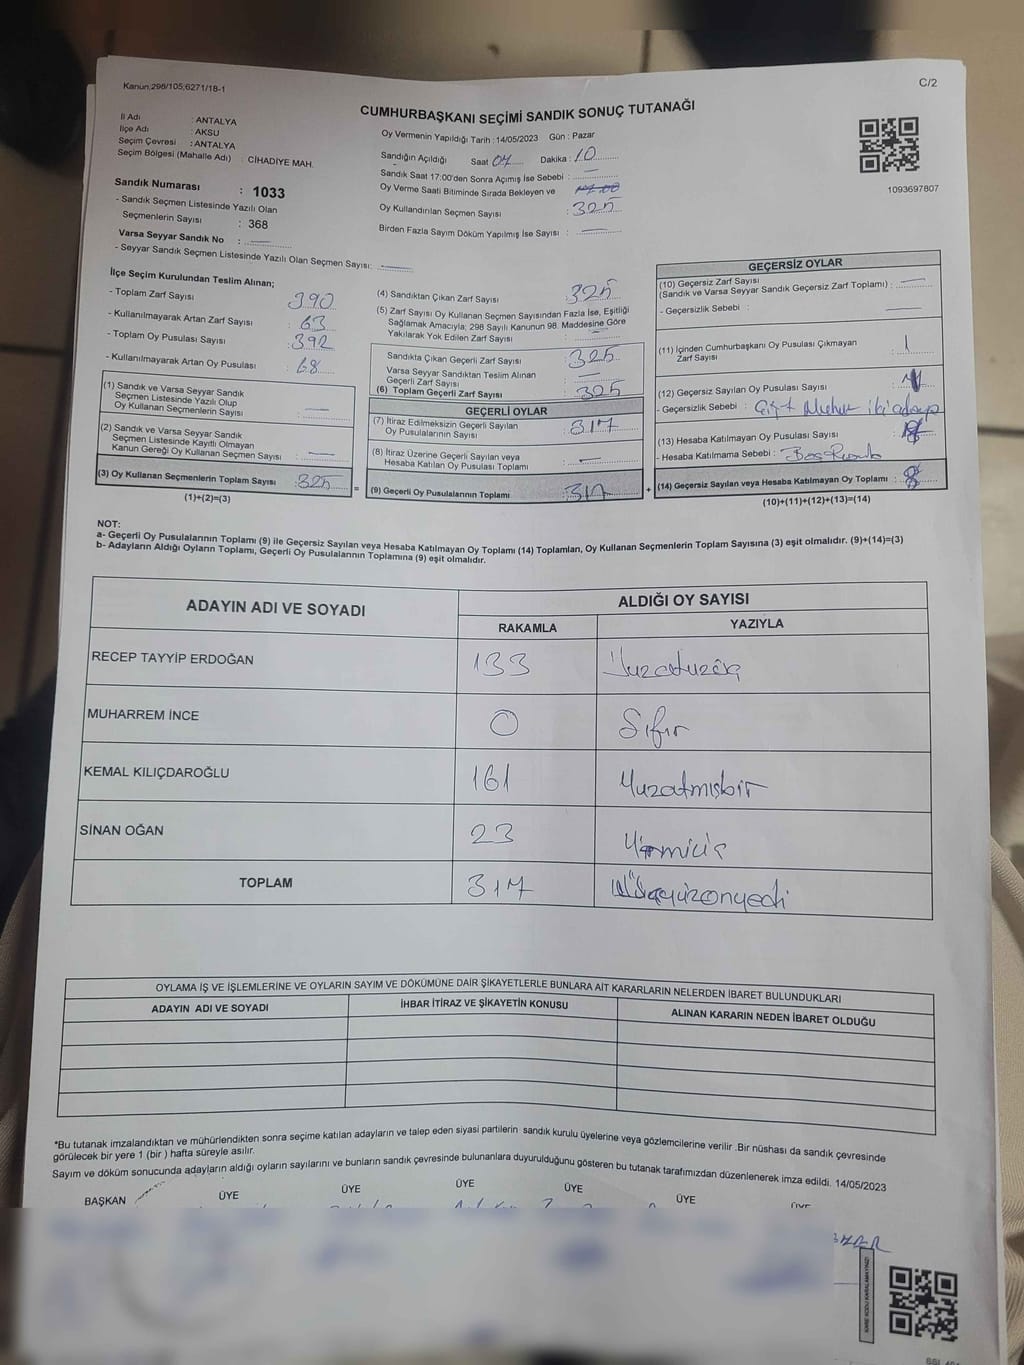 Kanun;298/105;6271/18-1
C/2
CUMHURBAŞKANI SEÇİMİ SANDIK SONUÇ TUTANAĞI
İl Adı : ANTALYA
İlçe Adı : AKSU
Seçim Çevresi : ANTALYA
Seçim Bölgesi (Mahalle Adı) : CİHADİYE MAH.
Sandık Numarası : 1033
- Sandık Seçmen Listesinde Yazılı Olan
Seçmenlerin Sayısı : 368
Varsa Seyyar Sandık No : —
- Seyyar Sandık Seçmen Listesinde Yazılı Olan Seçmen Sayısı: —
Oy Vermenin Yapıldığı Tarih : 14/05/2023 Gün : Pazar
Sandığın Açıldığı Saat 07 Dakika : 10
Sandık Saat 17:00'den Sonra Açımış İse Sebebi : —
Oy Verme Saati Bitiminde Sırada Bekleyen ve
Oy Kullandırılan Seçmen Sayısı : 325
Birden Fazla Sayım Döküm Yapılmış İse Sayısı : —
1093697807
İlçe Seçim Kurulundan Teslim Alınan;
- Toplam Zarf Sayısı 390
- Kullanılmayarak Artan Zarf Sayısı : 63
- Toplam Oy Pusulası Sayısı : 392
- Kullanılmayarak Artan Oy Pusulası : 68
(1) Sandık ve Varsa Seyyar Sandık
Seçmen Listesinde Yazılı Olup
Oy Kullanan Seçmenlerin Sayısı : —
(2) Sandık ve Varsa Seyyar Sandık
Seçmen Listesinde Kayıtlı Olmayan
Kanun Gereği Oy Kullanan Seçmen Sayısı : —
(3) Oy Kullanan Seçmenlerin Toplam Sayısı : 325
(1)+(2)=(3)
(4) Sandıktan Çıkan Zarf Sayısı : 325
(5) Zarf Sayısı Oy Kullanan Seçmen Sayısından Fazla İse, Eşitliği
Sağlamak Amacıyla; 298 Sayılı Kanunun 98. Maddesine Göre
Yakılarak Yok Edilen Zarf Sayısı : —
Sandıkta Çıkan Geçerli Zarf Sayısı : 325
Varsa Seyyar Sandıktan Teslim Alınan
Geçerli Zarf Sayısı : —
(6) Toplam Geçerli Zarf Sayısı : 325
GEÇERLİ OYLAR
(7) İtiraz Edilmeksizin Geçerli Sayılan
Oy Pusulalarının Sayısı : 317
(8) İtiraz Üzerine Geçerli Sayılan veya
Hesaba Katılan Oy Pusulası Toplamı : —
= (9) Geçerli Oy Pusulalarının Toplamı : 317 +
GEÇERSİZ OYLAR
(10) Geçersiz Zarf Sayısı
(Sandık ve Varsa Seyyar Sandık Geçersiz Zarf Toplamı) : —
- Geçersizlik Sebebi : —
(11) İçinden Cumhurbaşkanı Oy Pusulası Çıkmayan
Zarf Sayısı : 1
(12) Geçersiz Sayılan Oy Pusulası Sayısı :
- Geçersizlik Sebebi : Çift Mühür iki adaya
(13) Hesaba Katılmayan Oy Pusulası Sayısı :
- Hesaba Katılmama Sebebi :
(14) Geçersiz Sayılan veya Hesaba Katılmayan Oy Toplamı : 8
(10)+(11)+(12)+(13)=(14)
NOT:
a- Geçerli Oy Pusulalarının Toplamı (9) ile Geçersiz Sayılan veya Hesaba Katılmayan Oy Toplamı (14) Toplamları, Oy Kullanan Seçmenlerin Toplam Sayısına (3) eşit olmalıdır. (9)+(14)=(3)
b- Adayların Aldığı Oyların Toplamı, Geçerli Oy Pusulalarının Toplamına (9) eşit olmalıdır.
ADAYIN ADI VE SOYADI
ALDIĞI OY SAYISI
RAKAMLA YAZIYLA
RECEP TAYYİP ERDOĞAN 133 Yüzotuzüç
MUHARREM İNCE 0 Sıfır
KEMAL KILIÇDAROĞLU 161 Yuzatmışbir
SİNAN OĞAN 23 Yirmiüç
TOPLAM 317 Üçyüzonyedi
OYLAMA İŞ VE İŞLEMLERİNE VE OYLARIN SAYIM VE DÖKÜMÜNE DAİR ŞİKAYETLERLE BUNLARA AİT KARARLARIN NELERDEN İBARET BULUNDUKLARI
ADAYIN ADI VE SOYADI İHBAR İTİRAZ VE ŞİKAYETİN KONUSU ALINAN KARARIN NEDEN İBARET OLDUĞU
*Bu tutanak imzalandıktan ve mühürlendikten sonra seçime katılan adayların ve talep eden siyasi partilerin sandık kurulu üyelerine veya gözlemcilerine verilir .Bir nüshası da sandık çevresinde
görülecek bir yere 1 (bir ) hafta süreyle asılır.
Sayım ve döküm sonucunda adayların aldığı oyların sayılarını ve bunların sandık çevresinde bulunanlara duyurulduğunu gösteren bu tutanak tarafımızdan düzenlenerek imza edildi. 14/05/2023
BAŞKAN ÜYE ÜYE ÜYE ÜYE ÜYE ÜYE